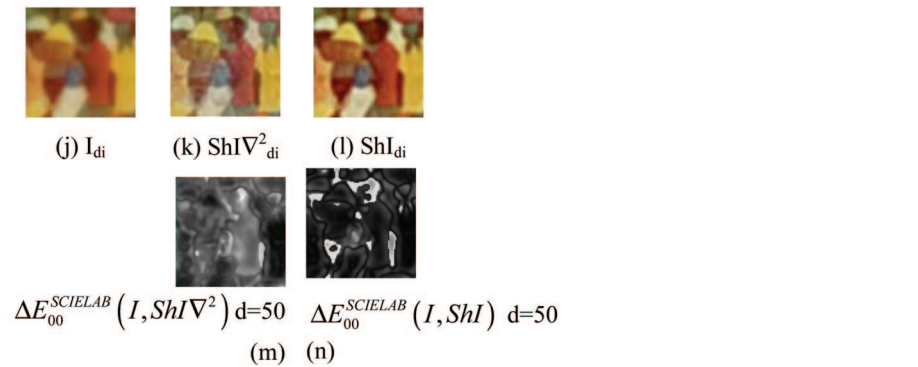 (j) I_di (k) ShI∇²_di (l) ShI_di
ΔE_00^SCIELAB (I, ShI∇²) d=50 ΔE_00^SCIELAB (I, ShI) d=50
(m) (n)